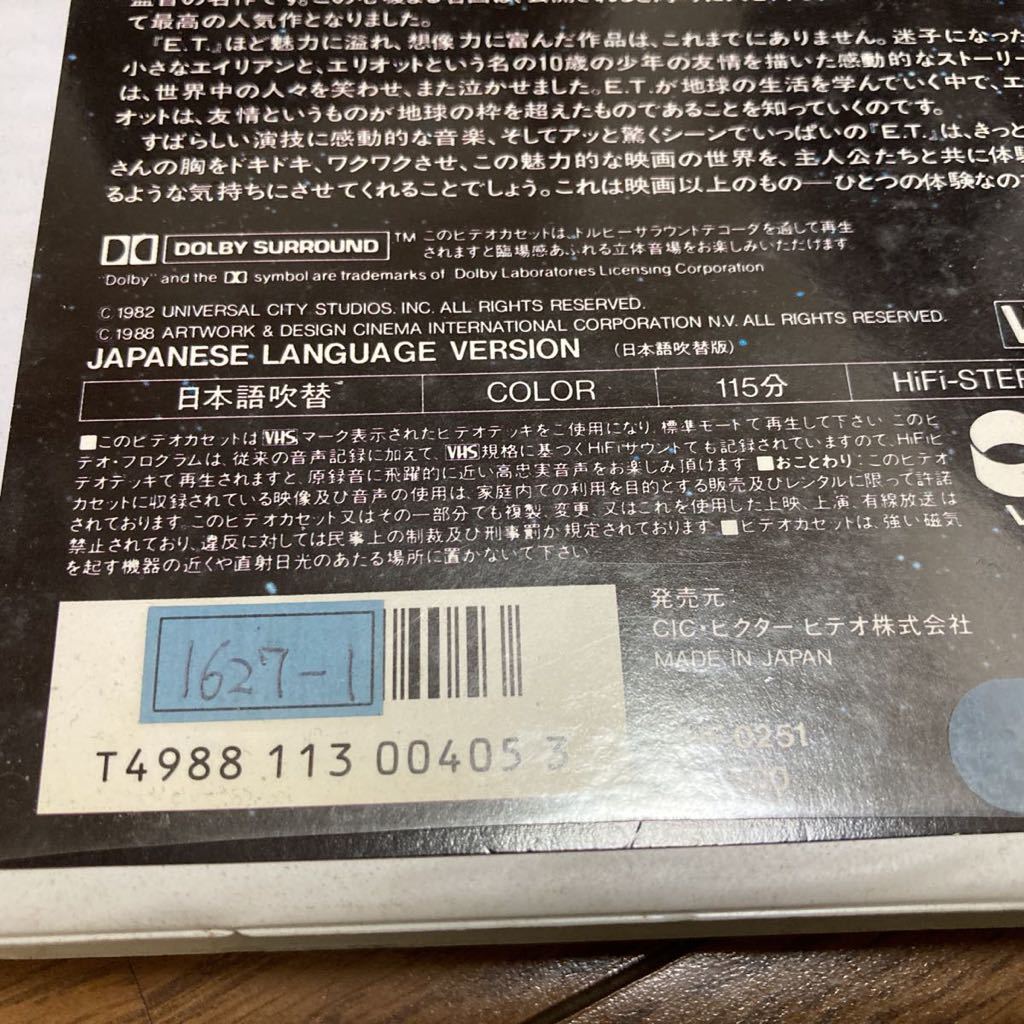 て最高の人気作となりました。
『E.T.』ほど魅力に溢れ、想像力に富んだ作品は、これまでにありません。迷子になった
小さなエイリアンと、エリオットという名の10歳の少年の友情を描いた感動的なストーリー
は、世界中の人々を笑わせ、また泣かせました。E.T.が地球の生活を学んでいく中で、エ
オットは、友情というものが地球の枠を超えたものであることを知っていくのです。
すばらしい演技に感動的な音楽、そしてアッと驚くシーンでいっぱいの『E.T.』は、きっと
さんの胸をドキドキ、ワクワクさせ、この魅力的な映画の世界を、主人公たちと共に体
るような気持ちにさせてくれることでしょう。これは映画以上のもの──ひとつの体験なので
DOLBY SURROUND TM このビデオカセットは、ドルビーサラウンドデコーダを通して再生
されますと臨場感あふれる立体音場をお楽しみいただけます.
"Dolby" and the symbol are trademarks of Dolby Laboratories Licensing Corporation
© 1982 UNIVERSAL CITY STUDIOS. INC. ALL RIGHTS RESERVED.
© 1988 ARTWORK & DESIGN CINEMA INTERNATIONAL CORPORATION N.V. ALL RIGHTS RESERVED.
JAPANESE LANGUAGE VERSION (日本語吹替版)
日本語吹替 COLOR 115分 HiFi-STE
■このビデオカセットは VHS マーク表示されたビデオデッキをご使用になり、標準モードで再生して下さい このビ
デオ・プログラムは、従来の音声記録に加えて、VHS規格に基づくHiFiサウンドでも記録されていますので、HiFiビ
デオデッキで再生されますと、原録音に飛躍的に近い高忠実音声をお楽しみ頂けます ■おことわり:このビデオ
カセットに収録されている映像及び音声の使用は、家庭内での利用を目的とする販売及びレンタルに限って許諾
されております。このビデオカセット又はその一部分でも複製、変更、又はこれを使用した上映、上演、有線放送は
禁止されており、違反に対しては民事上の制裁及び刑事罰が規定されております ■ビデオカセットは、強い磁気
を起す機器の近くや直射日光のあたる場所に置かないで下さい
発売元
CIC・ビクター ビデオ株式会社
MADE IN JAPAN
1627-1
T4988 113 00405 3
0251